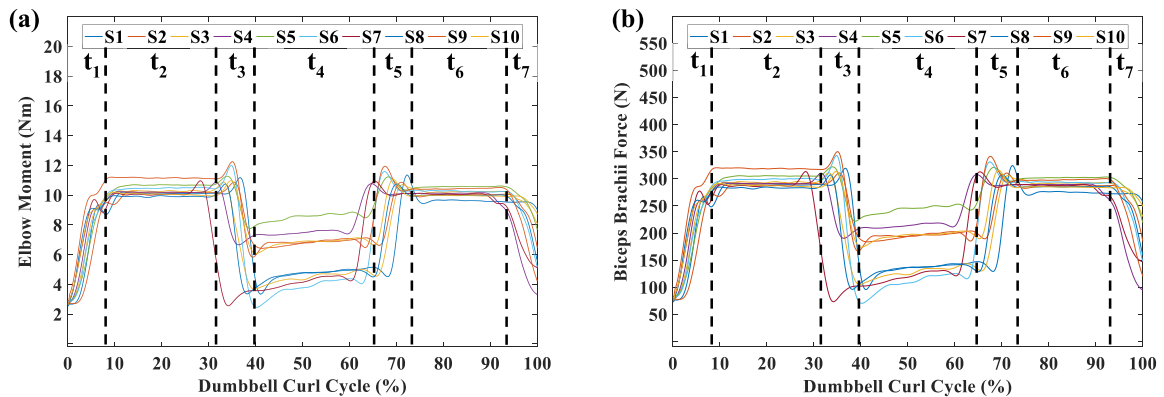 (a)
S1 S2 S3 S4 S5 S6 S7 S8 S9 S10
t1 t2 t3 t4 t5 t6 t7
20
18
16
14
12
10
8
6
4
2
Elbow Moment (Nm)
0 10 20 30 40 50 60 70 80 90 100
Dumbbell Curl Cycle (%)
(b)
S1 S2 S3 S4 S5 S6 S7 S8 S9 S10
t1 t2 t3 t4 t5 t6 t7
550
500
450
400
350
300
250
200
150
100
50
Biceps Brachii Force (N)
0 10 20 30 40 50 60 70 80 90 100
Dumbbell Curl Cycle (%)